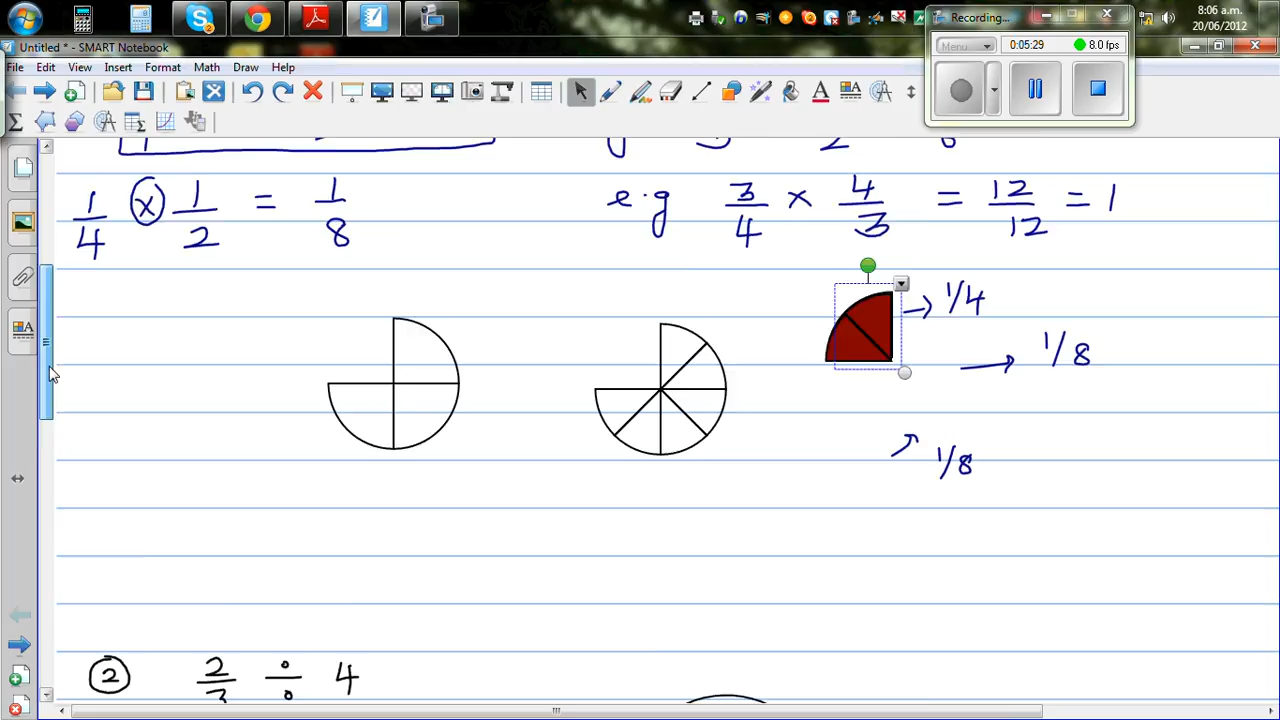 8:06 a.m.
20/06/2012
Recording...
Menu
0:05:29
8.0 fps
Untitled * - SMART Notebook
File Edit View Insert Format Math Draw Help
1/4 x 1/2 = 1/8
e.g 3/4 x 4/3 = 12/12 = 1
1/4
1/8
1/8
2 2/3 ÷ 4